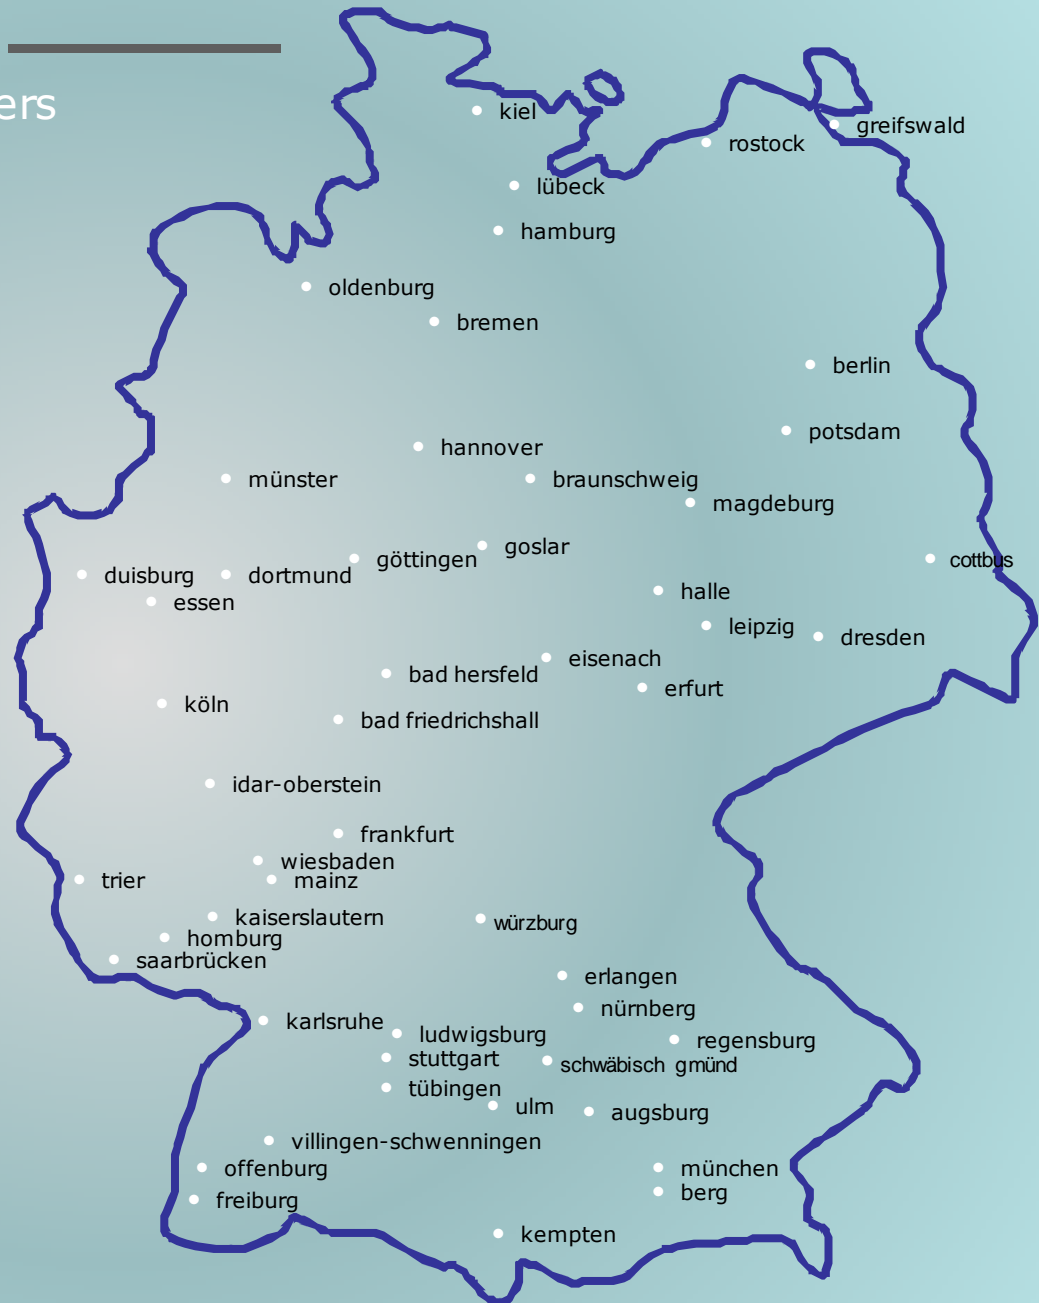 ers
kiel
greifswald
rostock
lübeck
hamburg
oldenburg
bremen
berlin
potsdam
hannover
münster
braunschweig
magdeburg
goslar
göttingen
cottbus
duisburg
dortmund
halle
essen
leipzig
dresden
eisenach
bad hersfeld
erfurt
köln
bad friedrichshall
idar-oberstein
frankfurt
wiesbaden
trier
mainz
kaiserslautern
würzburg
homburg
saarbrücken
erlangen
nürnberg
karlsruhe
ludwigsburg
regensburg
stuttgart
schwäbisch gmünd
tübingen
ulm
augsburg
villingen-schwenningen
offenburg
münchen
berg
freiburg
kempten